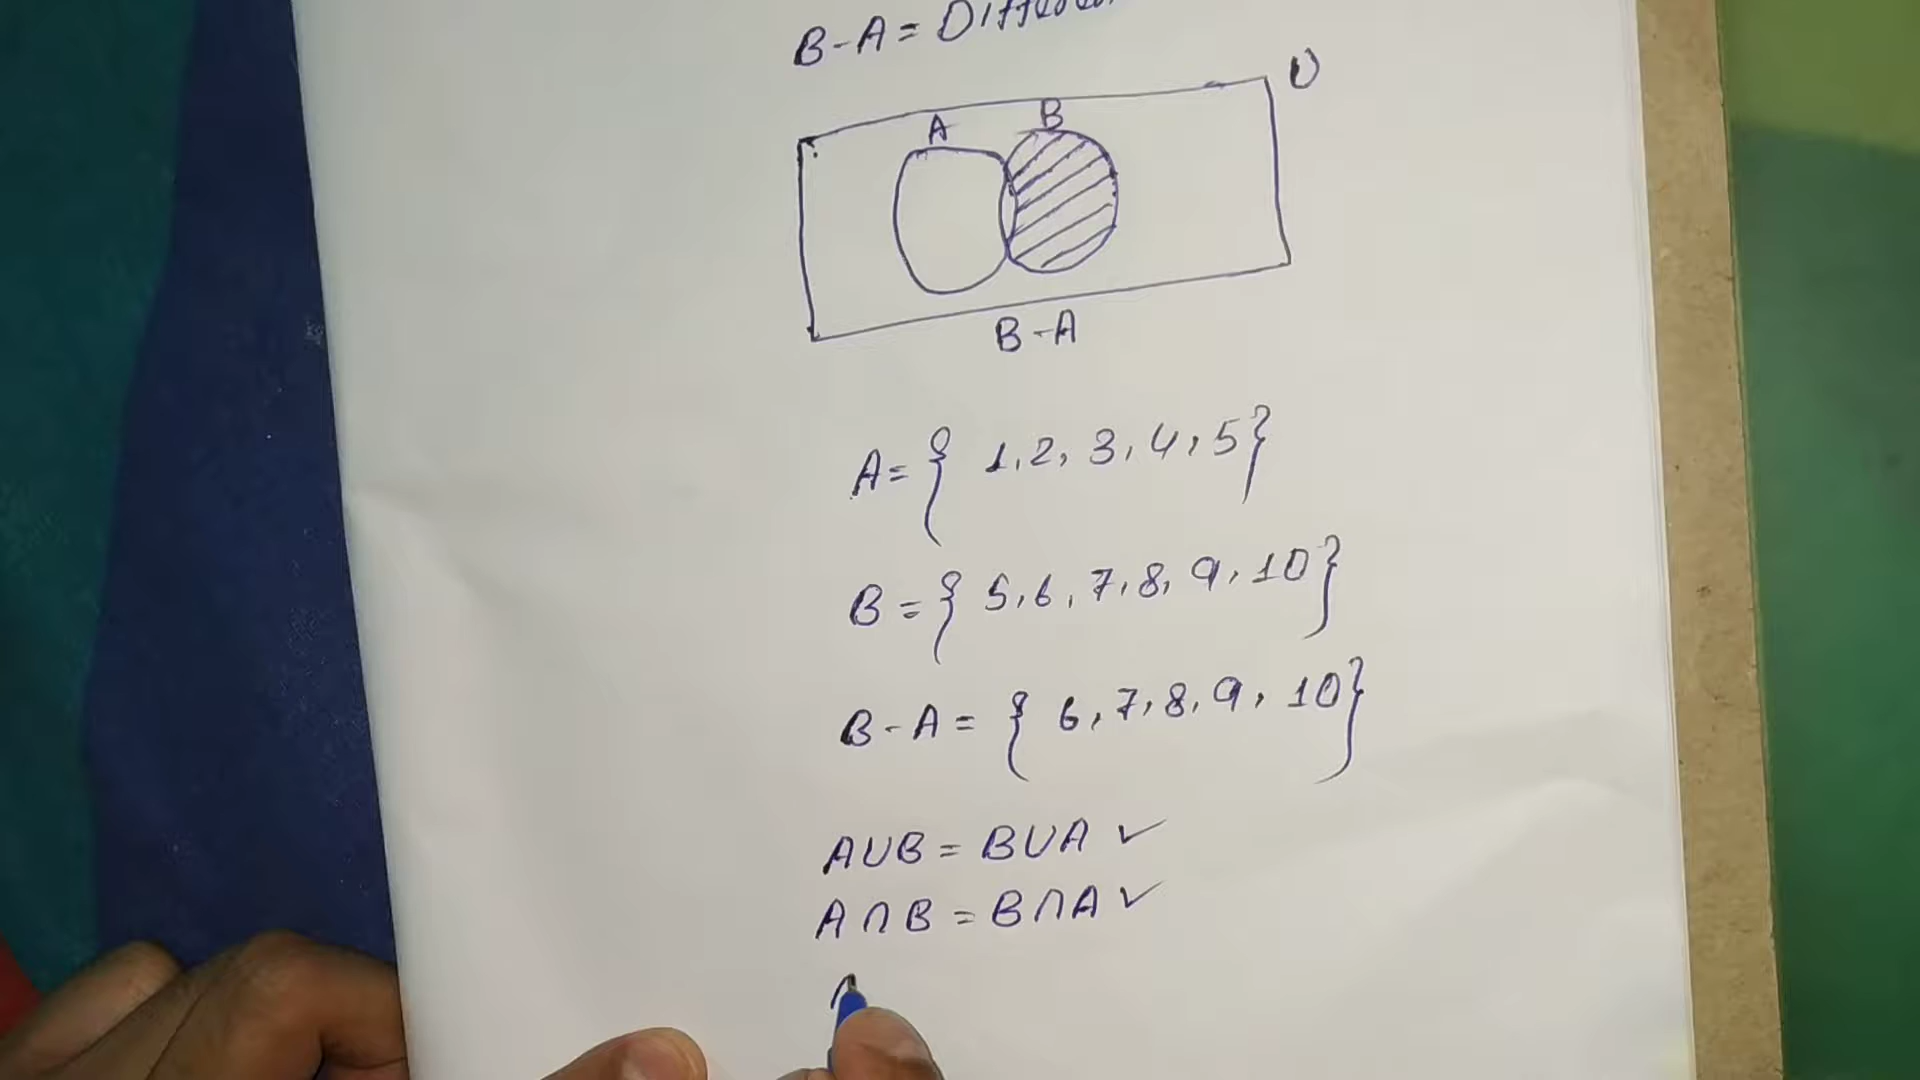 B-A =
U
A B
B-A
A = { 1, 2, 3, 4, 5}
B = { 5, 6, 7, 8, 9, 10}
B-A = { 6, 7, 8, 9, 10}
A∪B = B∪A ✓
A∩B = B∩A ✓